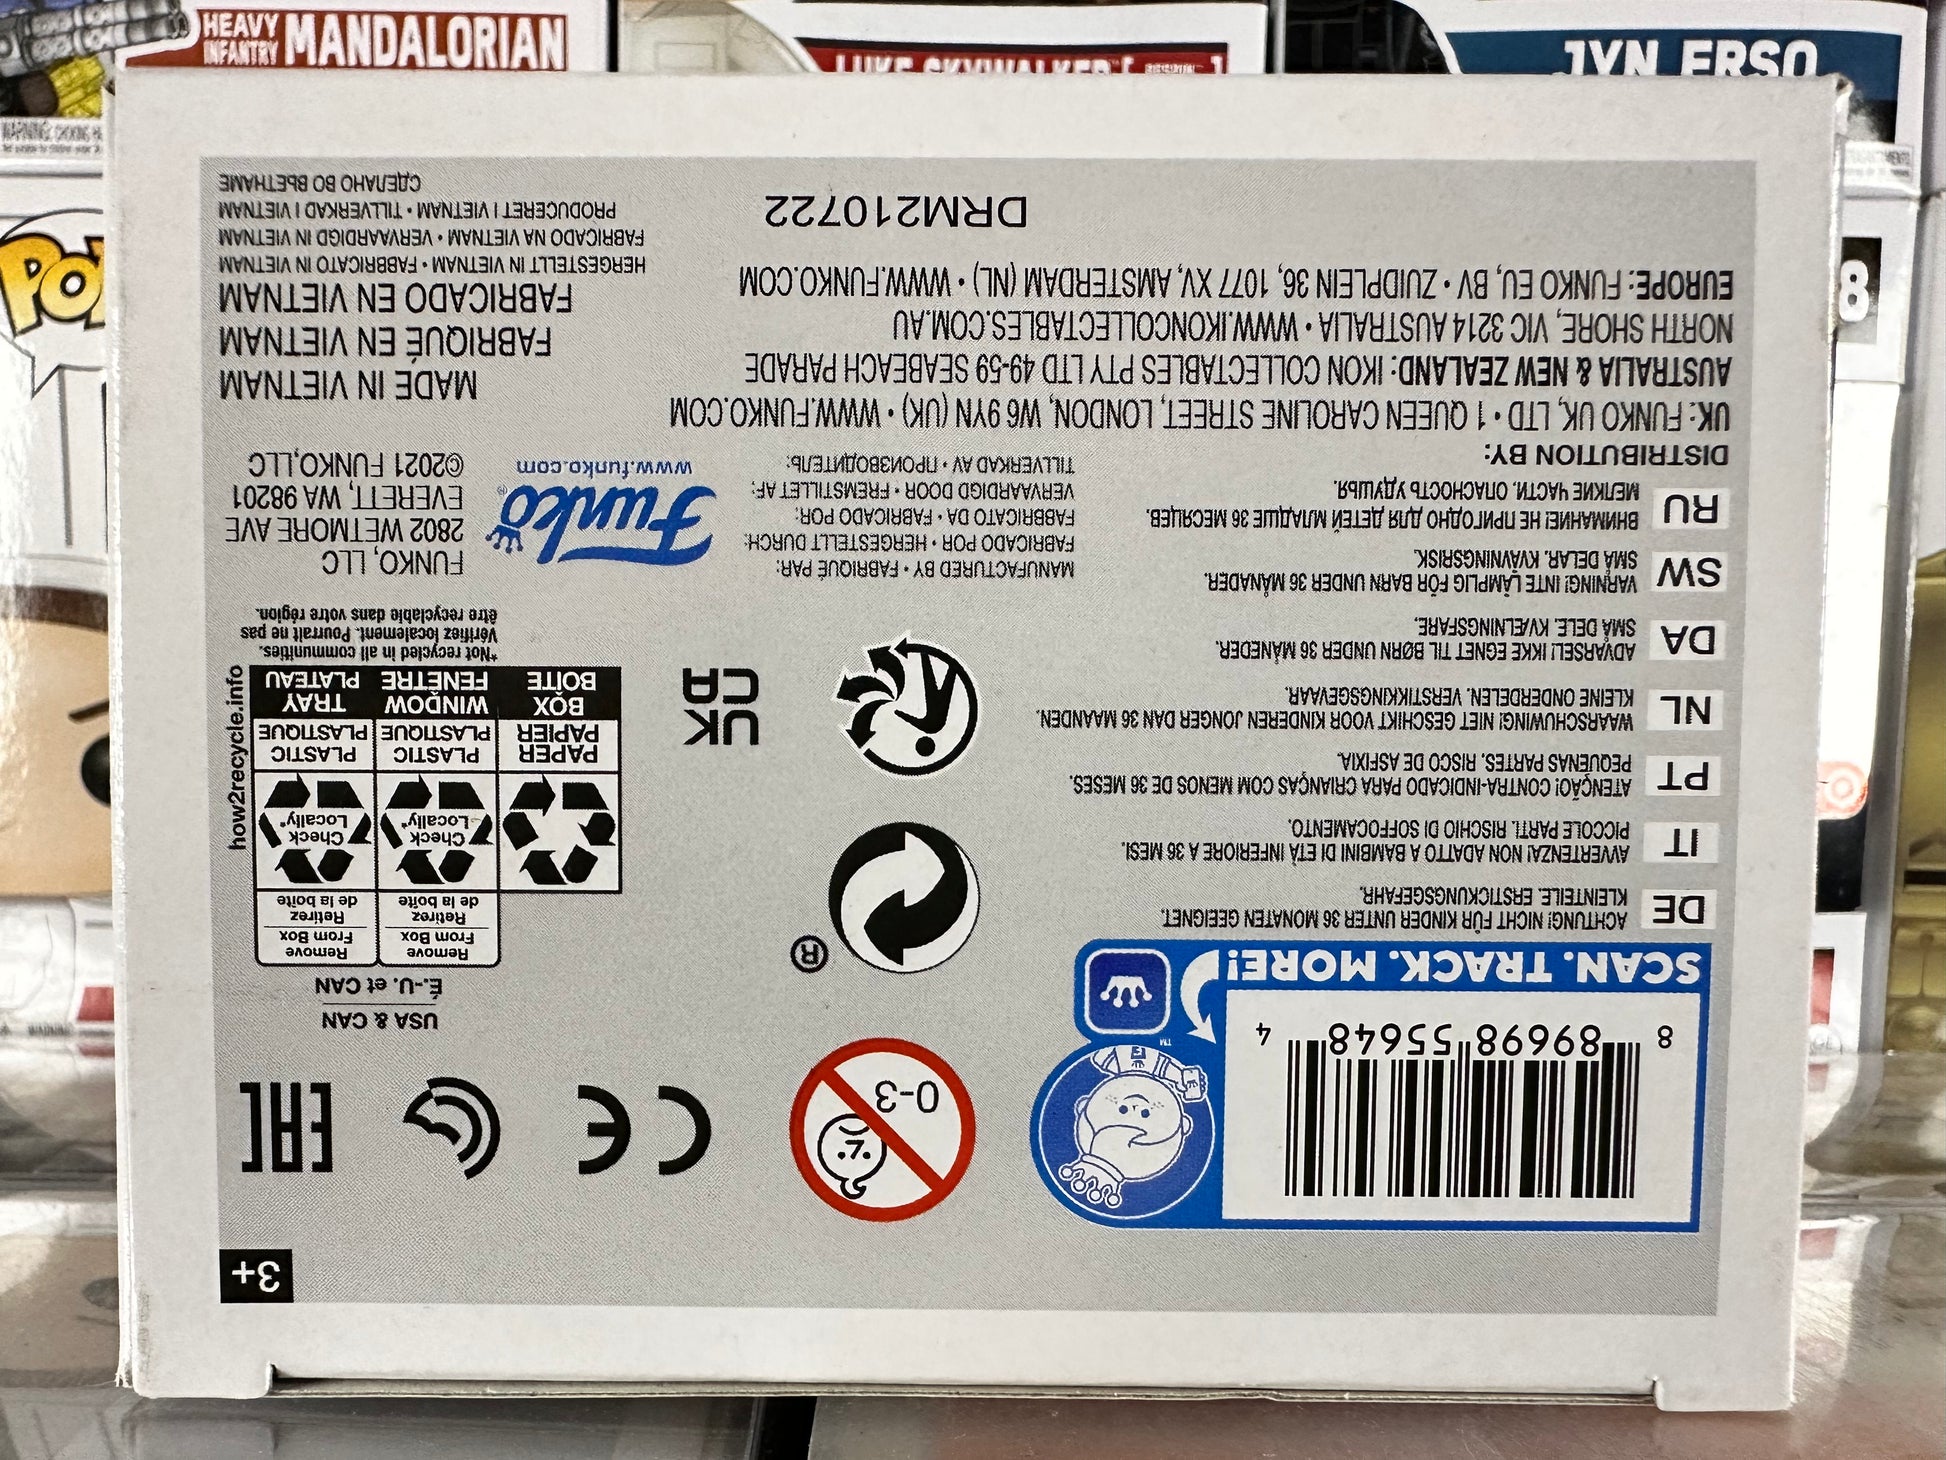 HEAVY
INFANTRY
MANDALORIAN
LUKE SKYWALKER
JYN ERSO
3+
8 89698 55648 4
SCAN. TRACK. MORE!
TM
0-3
CE
EAC
USA & CAN
É.-U. et CAN
Remove
From Box
Retirez
de la boîte
Remove
From Box
Retirez
de la boîte
Check
Locally*
Check
Locally*
PAPER
PAPIER
BOX
BOÎTE
PLASTIC
PLASTIQUE
WINDOW
FENÊTRE
PLASTIC
PLASTIQUE
TRAY
PLATEAU
how2recycle.info
*Not recycled in all communities.
Vérifiez localement. Pourrait ne pas
être recyclable dans votre région.
®
UK
CA
DE
ACHTUNG! NICHT FÜR KINDER UNTER 36 MONATEN GEEIGNET.
KLEINTEILE. ERSTICKUNGSGEFAHR.
IT
AVVERTENZA! NON ADATTO A BAMBINI DI ETÀ INFERIORE A 36 MESI.
PICCOLE PARTI. RISCHIO DI SOFFOCAMENTO.
PT
ATENÇÃO! CONTRA-INDICADO PARA CRIANÇAS COM MENOS DE 36 MESES.
PEQUENAS PARTES. RISCO DE ASFIXIA.
NL
WAARSCHUWING! NIET GESCHIKT VOOR KINDEREN JONGER DAN 36 MAANDEN.
KLEINE ONDERDELEN. VERSTIKKINGSGEVAAR.
DA
ADVARSEL! IKKE EGNET TIL BØRN UNDER 36 MÅNEDER.
SMÅ DELE. KVÆLNINGSFARE.
SW
VARNING! INTE LÄMPLIG FÖR BARN UNDER 36 MÅNADER.
SMÅ DELAR. KVÄVNINGSRISK.
RU
ВНИМАНИЕ! НЕ ПРИГОДНО ДЛЯ ДЕТЕЙ МЛАДШЕ 36 МЕСЯЦЕВ.
МЕЛКИЕ ЧАСТИ. ОПАСНОСТЬ УДУШЬЯ.
MANUFACTURED BY • FABRIQUÉ PAR:
FABRICADO POR • HERGESTELLT DURCH:
FABBRICATO DA • FABRICADO POR:
VERVAARDIGD DOOR • FREMSTILLET AF:
TILLVERKAD AV • ПРОИЗВОДИТЕЛЬ:
Funko®
www.funko.com
FUNKO, LLC
2802 WETMORE AVE
EVERETT, WA 98201
©2021 FUNKO,LLC
DISTRIBUTION BY:
UK: FUNKO UK, LTD • 1 QUEEN CAROLINE STREET, LONDON, W6 9YN (UK) • WWW.FUNKO.COM
AUSTRALIA & NEW ZEALAND: IKON COLLECTABLES PTY LTD 49-59 SEABEACH PARADE
NORTH SHORE, VIC 3214 AUSTRALIA • WWW.IKONCOLLECTABLES.COM.AU
EUROPE: FUNKO EU, BV • ZUIDPLEIN 36, 1077 XV, AMSTERDAM (NL) • WWW.FUNKO.COM
DRM210722
MADE IN VIETNAM
FABRIQUÉ EN VIETNAM
FABRICADO EN VIETNAM
HERGESTELLT IN VIETNAM • FABBRICATO IN VIETNAM
FABRICADO NA VIETNAM • VERVAARDIGD IN VIETNAM
PRODUCERET I VIETNAM • TILLVERKAD I VIETNAM
СДЕЛАНО ВО ВЬЕТНАМЕ